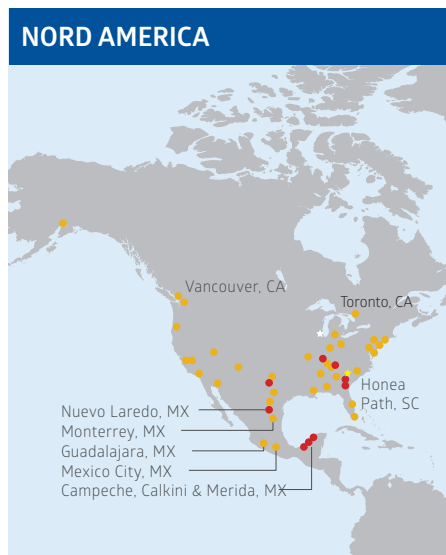 NORD AMERICA
Vancouver, CA
Toronto, CA
Honea
Path, SC
Nuevo Laredo, MX
Monterrey, MX
Guadalajara, MX
Mexico City, MX
Campeche, Calkini & Merida, MX